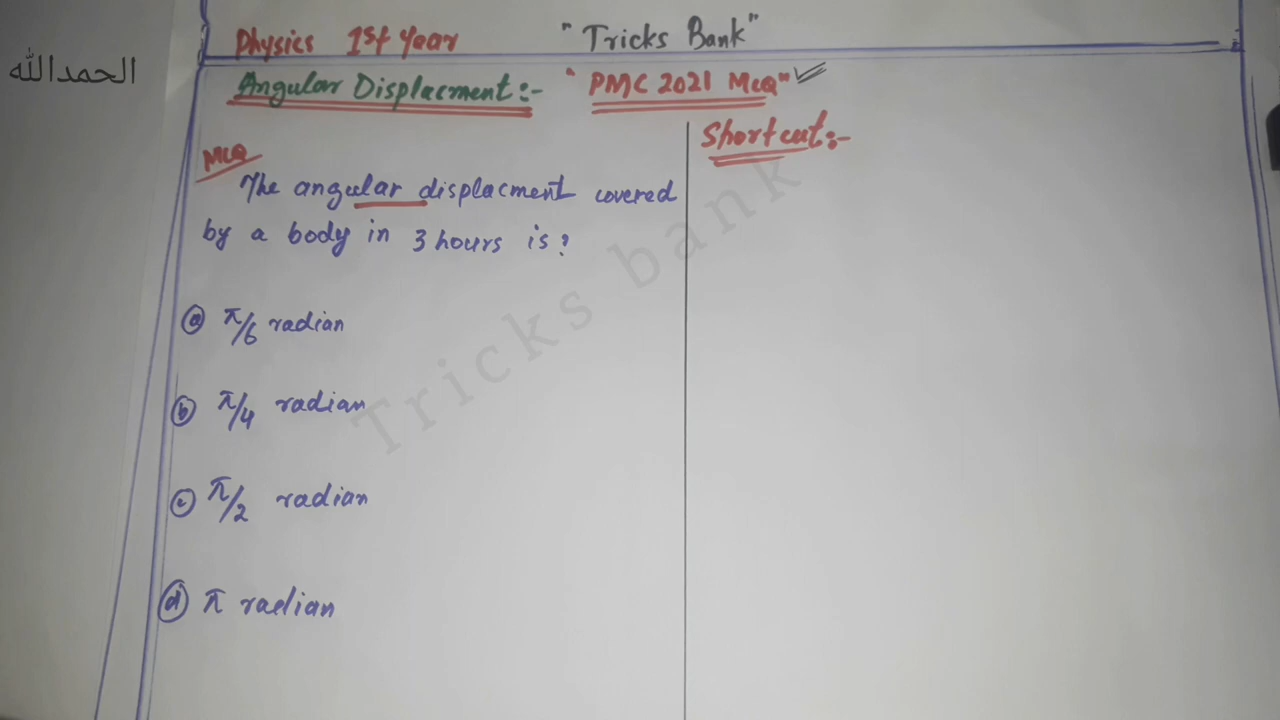 الحمدالله
Physics 1st Year "Tricks Bank"
Angular Displacment:- "PMC 2021 McQ"
Shortcut:-
McQ
The angular displacment covered
by a body in 3 hours is?
ⓐ π/6 radian
ⓑ π/4 radian
ⓒ π/2 radian
ⓓ π radian
Tricks bank